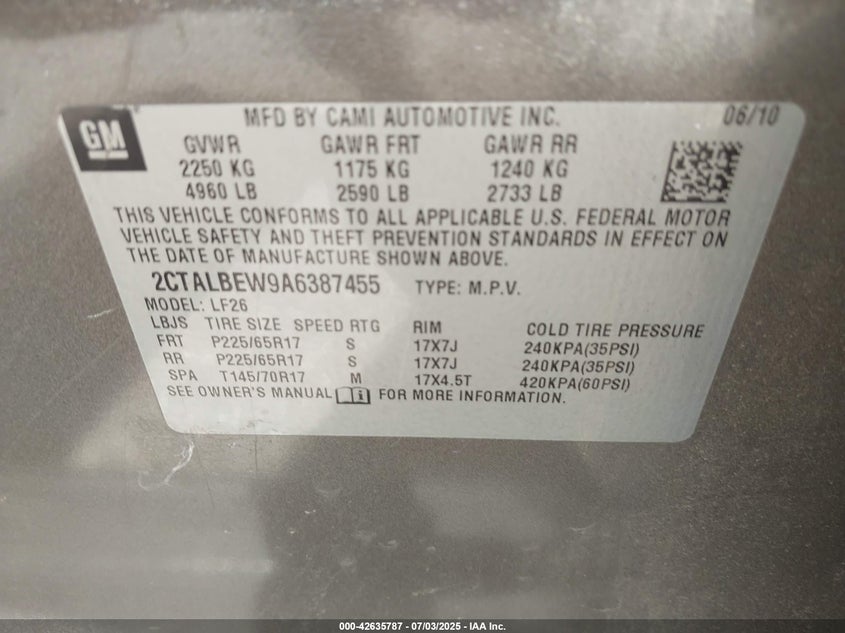 GM
MFD BY CAMI AUTOMOTIVE INC. 06/10
GVWR GAWR FRT GAWR RR
2250 KG 1175 KG 1240 KG
4960 LB 2590 LB 2733 LB
THIS VEHICLE CONFORMS TO ALL APPLICABLE U.S. FEDERAL MOTOR
VEHICLE SAFETY AND THEFT PREVENTION STANDARDS IN EFFECT ON
THE DATE OF MANUFACTURE SHOWN ABOVE.
2CTALBEW9A6387455 TYPE: M.P.V.
MODEL: LF26
LBJS TIRE SIZE SPEED RTG RIM COLD TIRE PRESSURE
FRT P225/65R17 S 17X7J 240KPA(35PSI)
RR P225/65R17 S 17X7J 240KPA(35PSI)
SPA T145/70R17 M 17X4.5T 420KPA(60PSI)
SEE OWNER'S MANUAL FOR MORE INFORMATION.
000-42635787 - 07/03/2025 - IAA Inc.